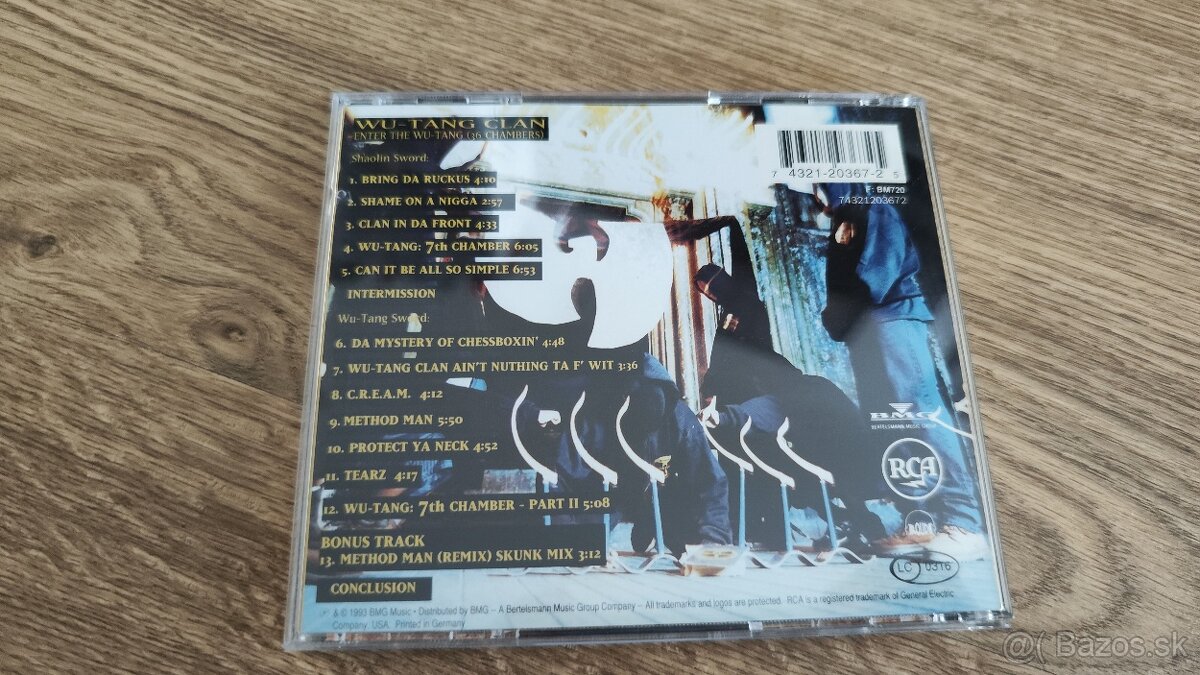 WU-TANG CLAN
ENTER THE WU-TANG (36 CHAMBERS)
Shaolin Sword:
1. BRING DA RUCKUS 4:10
2. SHAME ON A NIGGA 2:57
3. CLAN IN DA FRONT 4:33
4. WU-TANG: 7th CHAMBER 6:05
5. CAN IT BE ALL SO SIMPLE 6:53
INTERMISSION
Wu-Tang Sword:
6. DA MYSTERY OF CHESSBOXIN' 4:48
7. WU-TANG CLAN AIN'T NUTHING TA F' WIT 3:36
8. C.R.E.A.M. 4:12
9. METHOD MAN 5:50
10. PROTECT YA NECK 4:52
11. TEARZ 4:17
12. WU-TANG: 7th CHAMBER - PART II 5:08
BONUS TRACK
13. METHOD MAN (REMIX) SKUNK MIX 3:12
CONCLUSION
7 4321-20367-2 5
F: BM720
74321203672
BMG
BERTELSMANN MUSIC GROUP
RCA
LOUD
LC 0316
℗ & © 1993 BMG Music • Distributed by BMG – A Bertelsmann Music Group Company – All trademarks and logos are protected. RCA is a registered trademark of General Electric
Company, USA. Printed in Germany
@( Bazos.sk